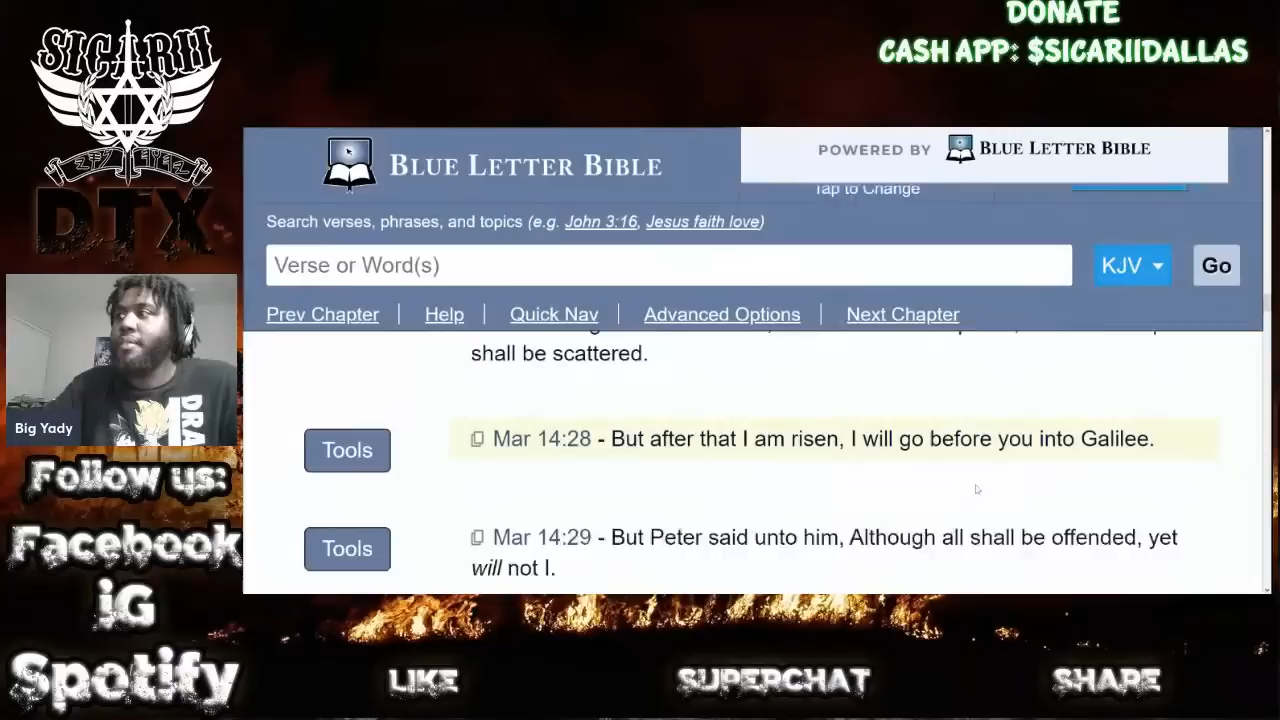 SICARII
DTX
DONATE
CASH APP: $SICARIIDALLAS
BLUE LETTER BIBLE
POWERED BY BLUE LETTER BIBLE
Tap to Change
Search verses, phrases, and topics (e.g. John 3:16, Jesus faith love)
Verse or Word(s)
KJV
Go
Prev Chapter | Help | Quick Nav | Advanced Options | Next Chapter
shall be scattered.
Tools
Mar 14:28 - But after that I am risen, I will go before you into Galilee.
Tools
Mar 14:29 - But Peter said unto him, Although all shall be offended, yet
will not I.
DRA
Big Yady
Follow us:
Facebook
iG
Spotify
LIKE
SUPERCHAT
SHARE